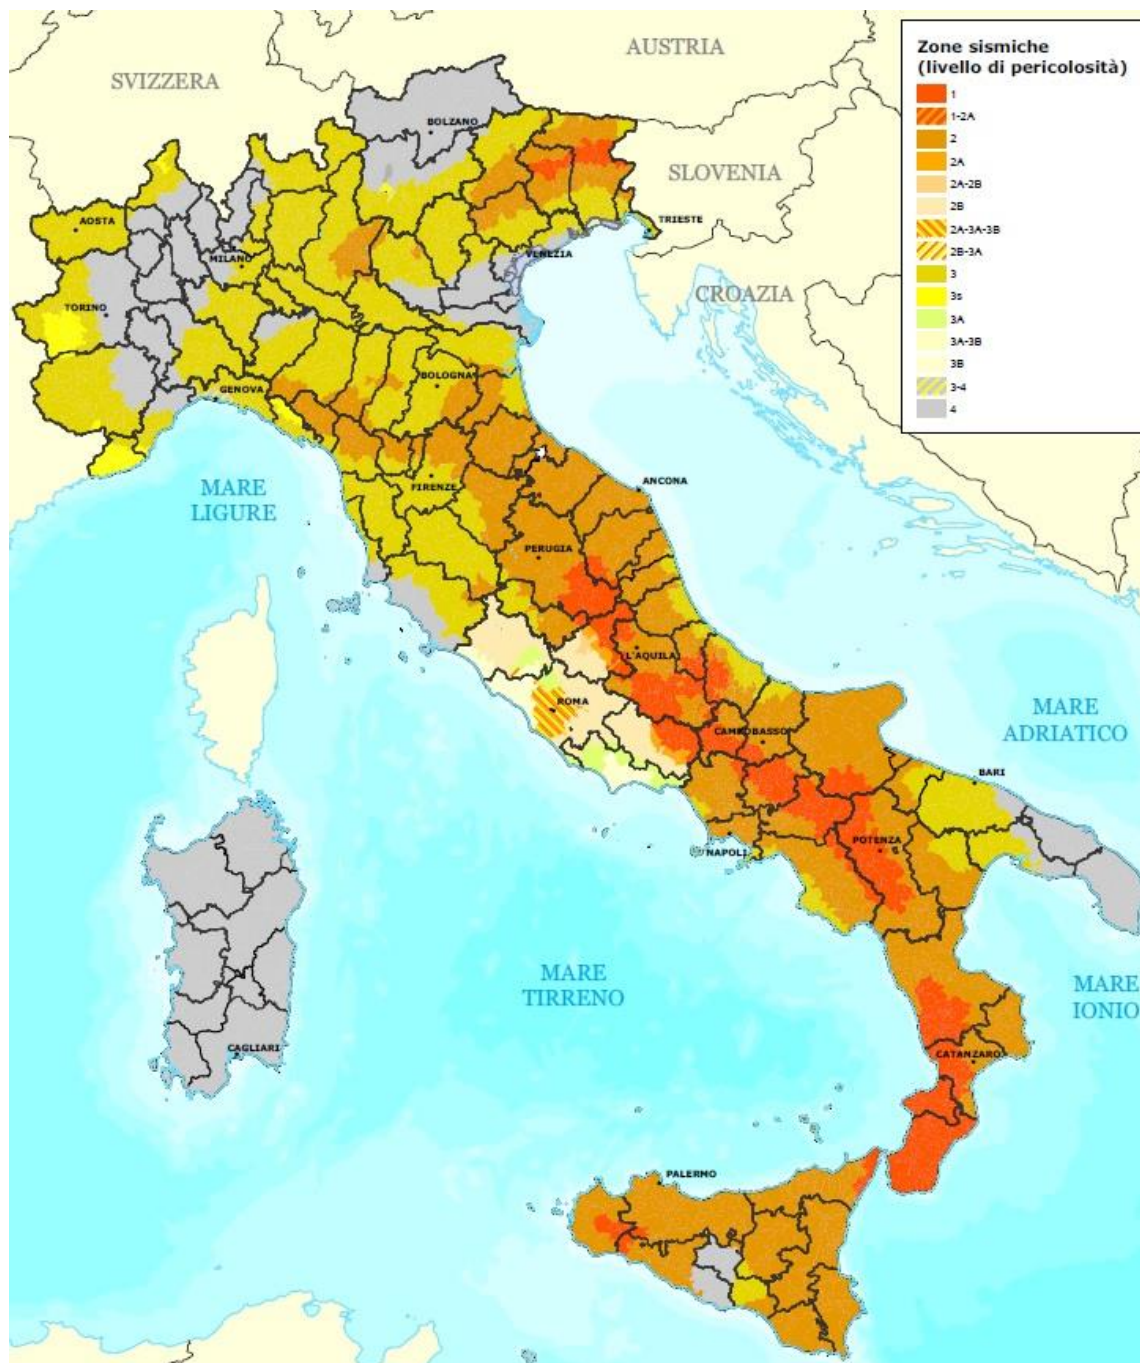 AUSTRIA
SVIZZERA
BOLZANO
SLOVENIA
AOSTA
TRIESTE
MILANO
VENEZIA
CROAZIA
TORINO
BOLOGNA
GENOVA
FIRENZE
ANCONA
MARE
LIGURE
PERUGIA
L'AQUILA
ROMA
CAMPOBASSO
MARE
ADRIATICO
BARI
NAPOLI
POTENZA
MARE
TIRRENO
MARE
IONIO
CAGLIARI
CATANZARO
PALERMO
Zone sismiche
(livello di pericolosità)
1
1-2A
2
2A
2A-2B
2B
2A-3A-3B
2B-3A
3
3s
3A
3A-3B
3B
3-4
4